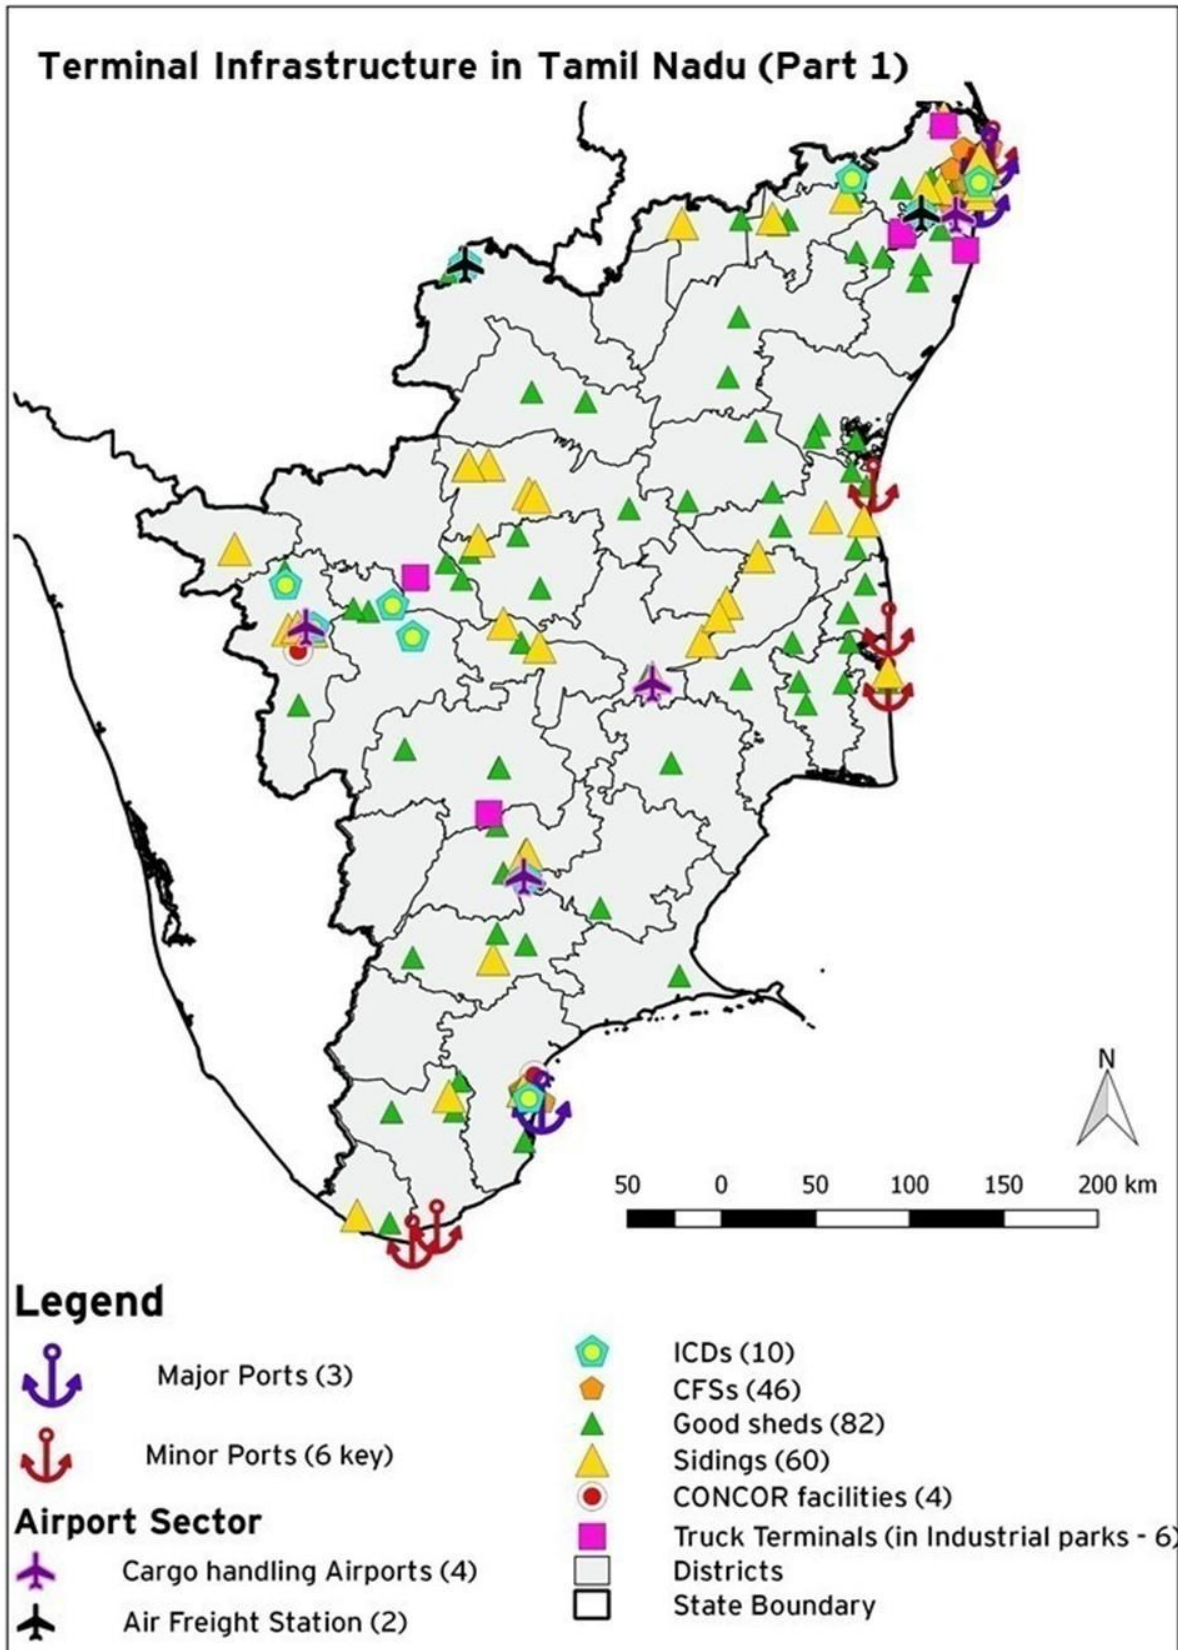 Terminal Infrastructure in Tamil Nadu (Part 1)
N
50 0 50 100 150 200 km
Legend
Major Ports (3)
Minor Ports (6 key)
Airport Sector
Cargo handling Airports (4)
Air Freight Station (2)
ICDs (10)
CFSs (46)
Good sheds (82)
Sidings (60)
CONCOR facilities (4)
Truck Terminals (in Industrial parks - 6)
Districts
State Boundary